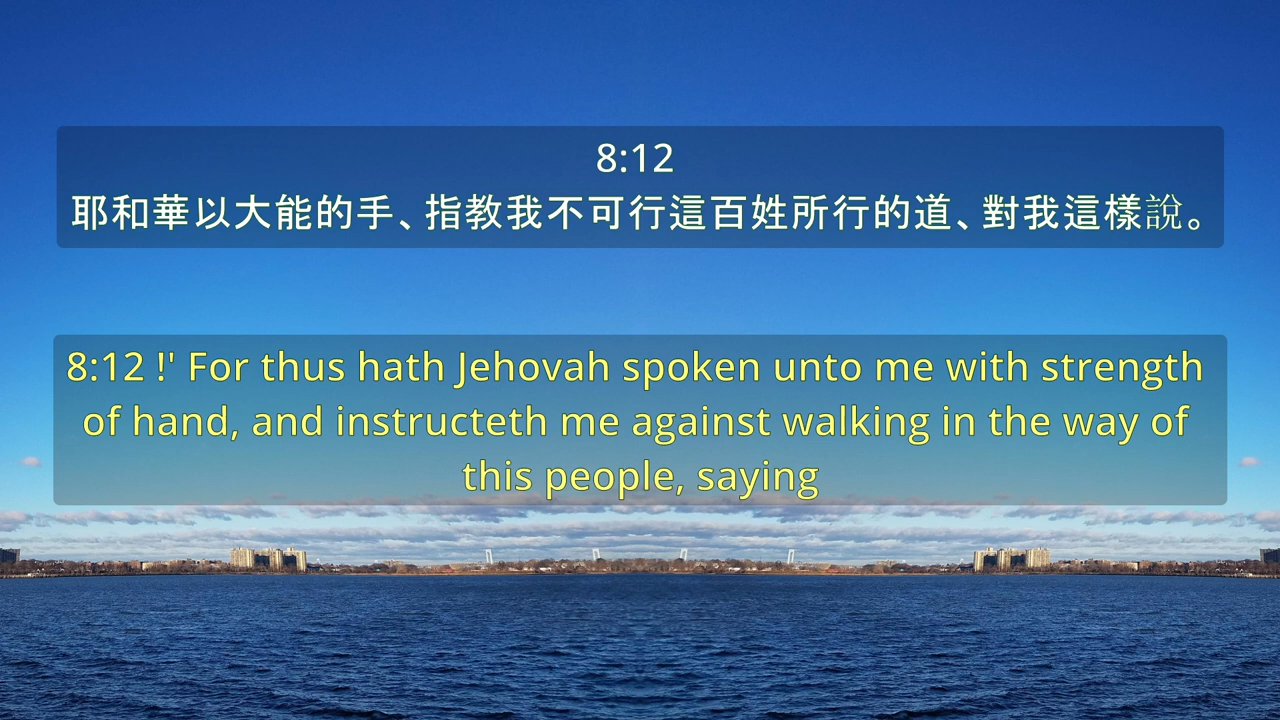 8:12
耶和華以大能的手、指教我不可行這百姓所行的道、對我這樣說。
8:12 !' For thus hath Jehovah spoken unto me with strength
of hand, and instructeth me against walking in the way of
this people, saying